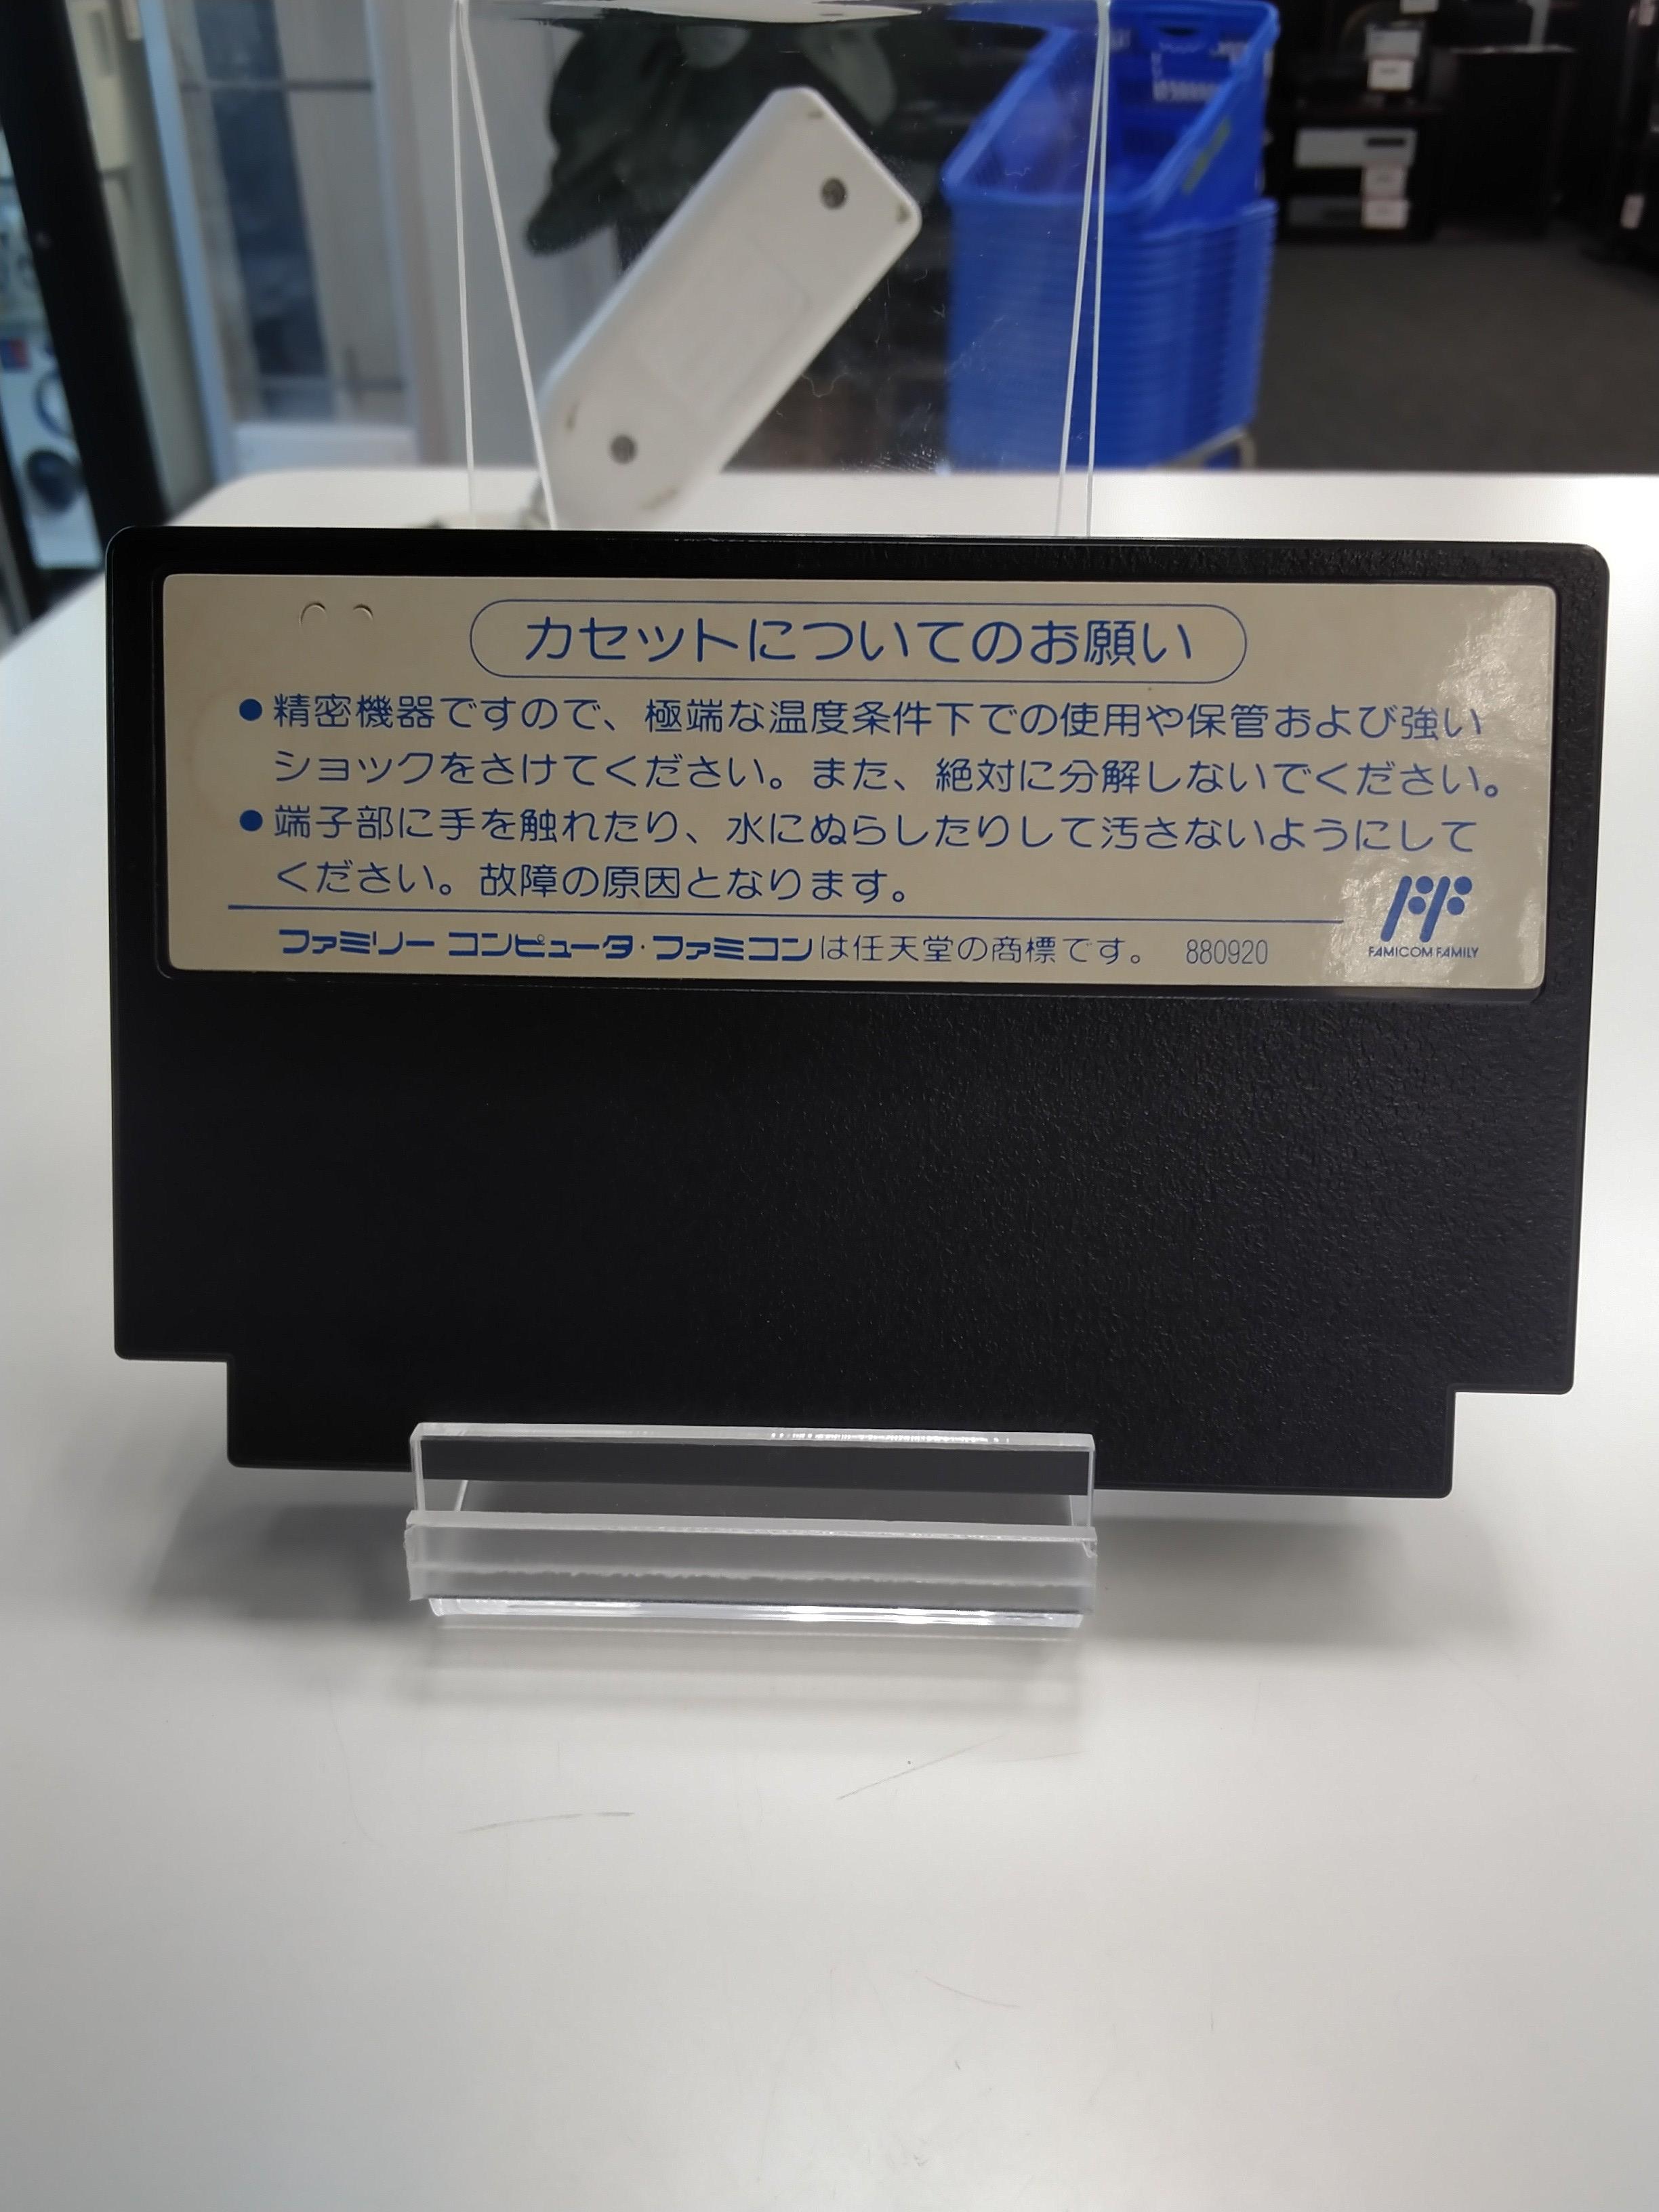 カセットについてのお願い
●精密機器ですので、極端な温度条件下での使用や保管および強い
ショックをさけてください。また、絶対に分解しないでください。
●端子部に手を触れたり、水にぬらしたりして汚さないようにして
ください。故障の原因となります。
ファミリー コンピュータ・ファミコンは任天堂の商標です。 880920
FAMICOM FAMILY